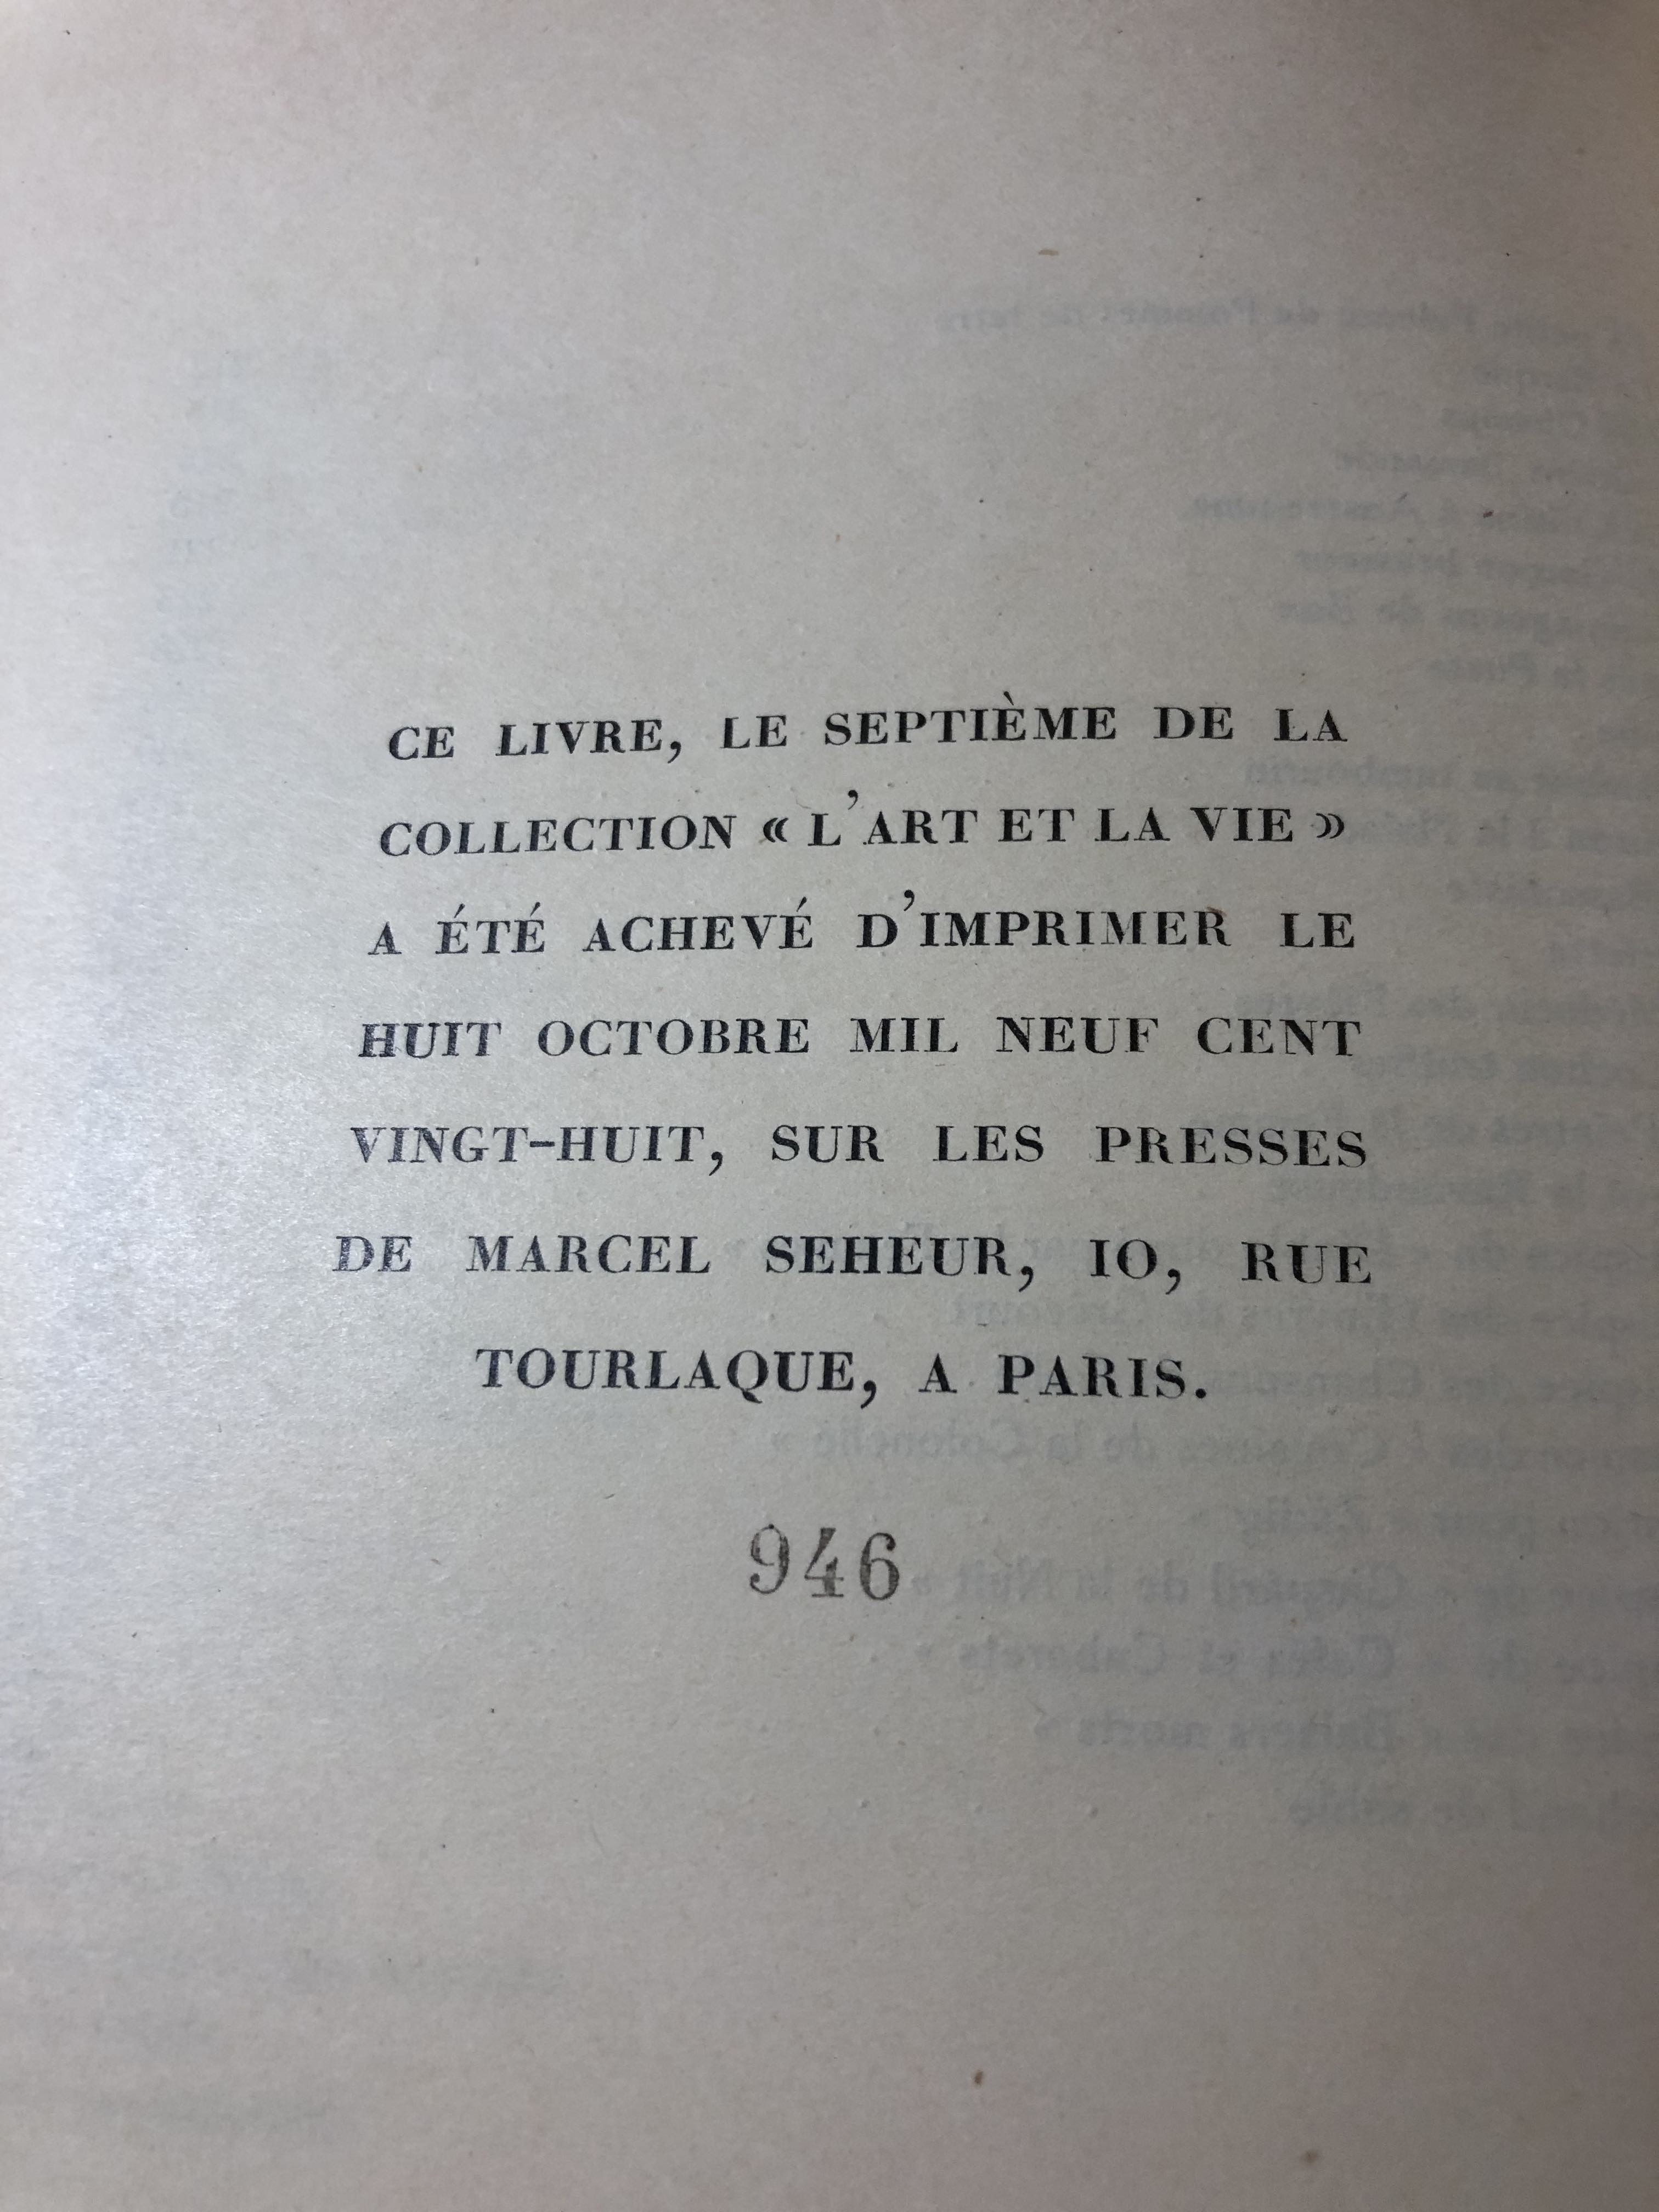 CE LIVRE, LE SEPTIÈME DE LA
COLLECTION « L'ART ET LA VIE »
A ÉTÉ ACHEVÉ D'IMPRIMER LE
HUIT OCTOBRE MIL NEUF CENT
VINGT-HUIT, SUR LES PRESSES
DE MARCEL SEHEUR, 10, RUE
TOURLAQUE, A PARIS.
946